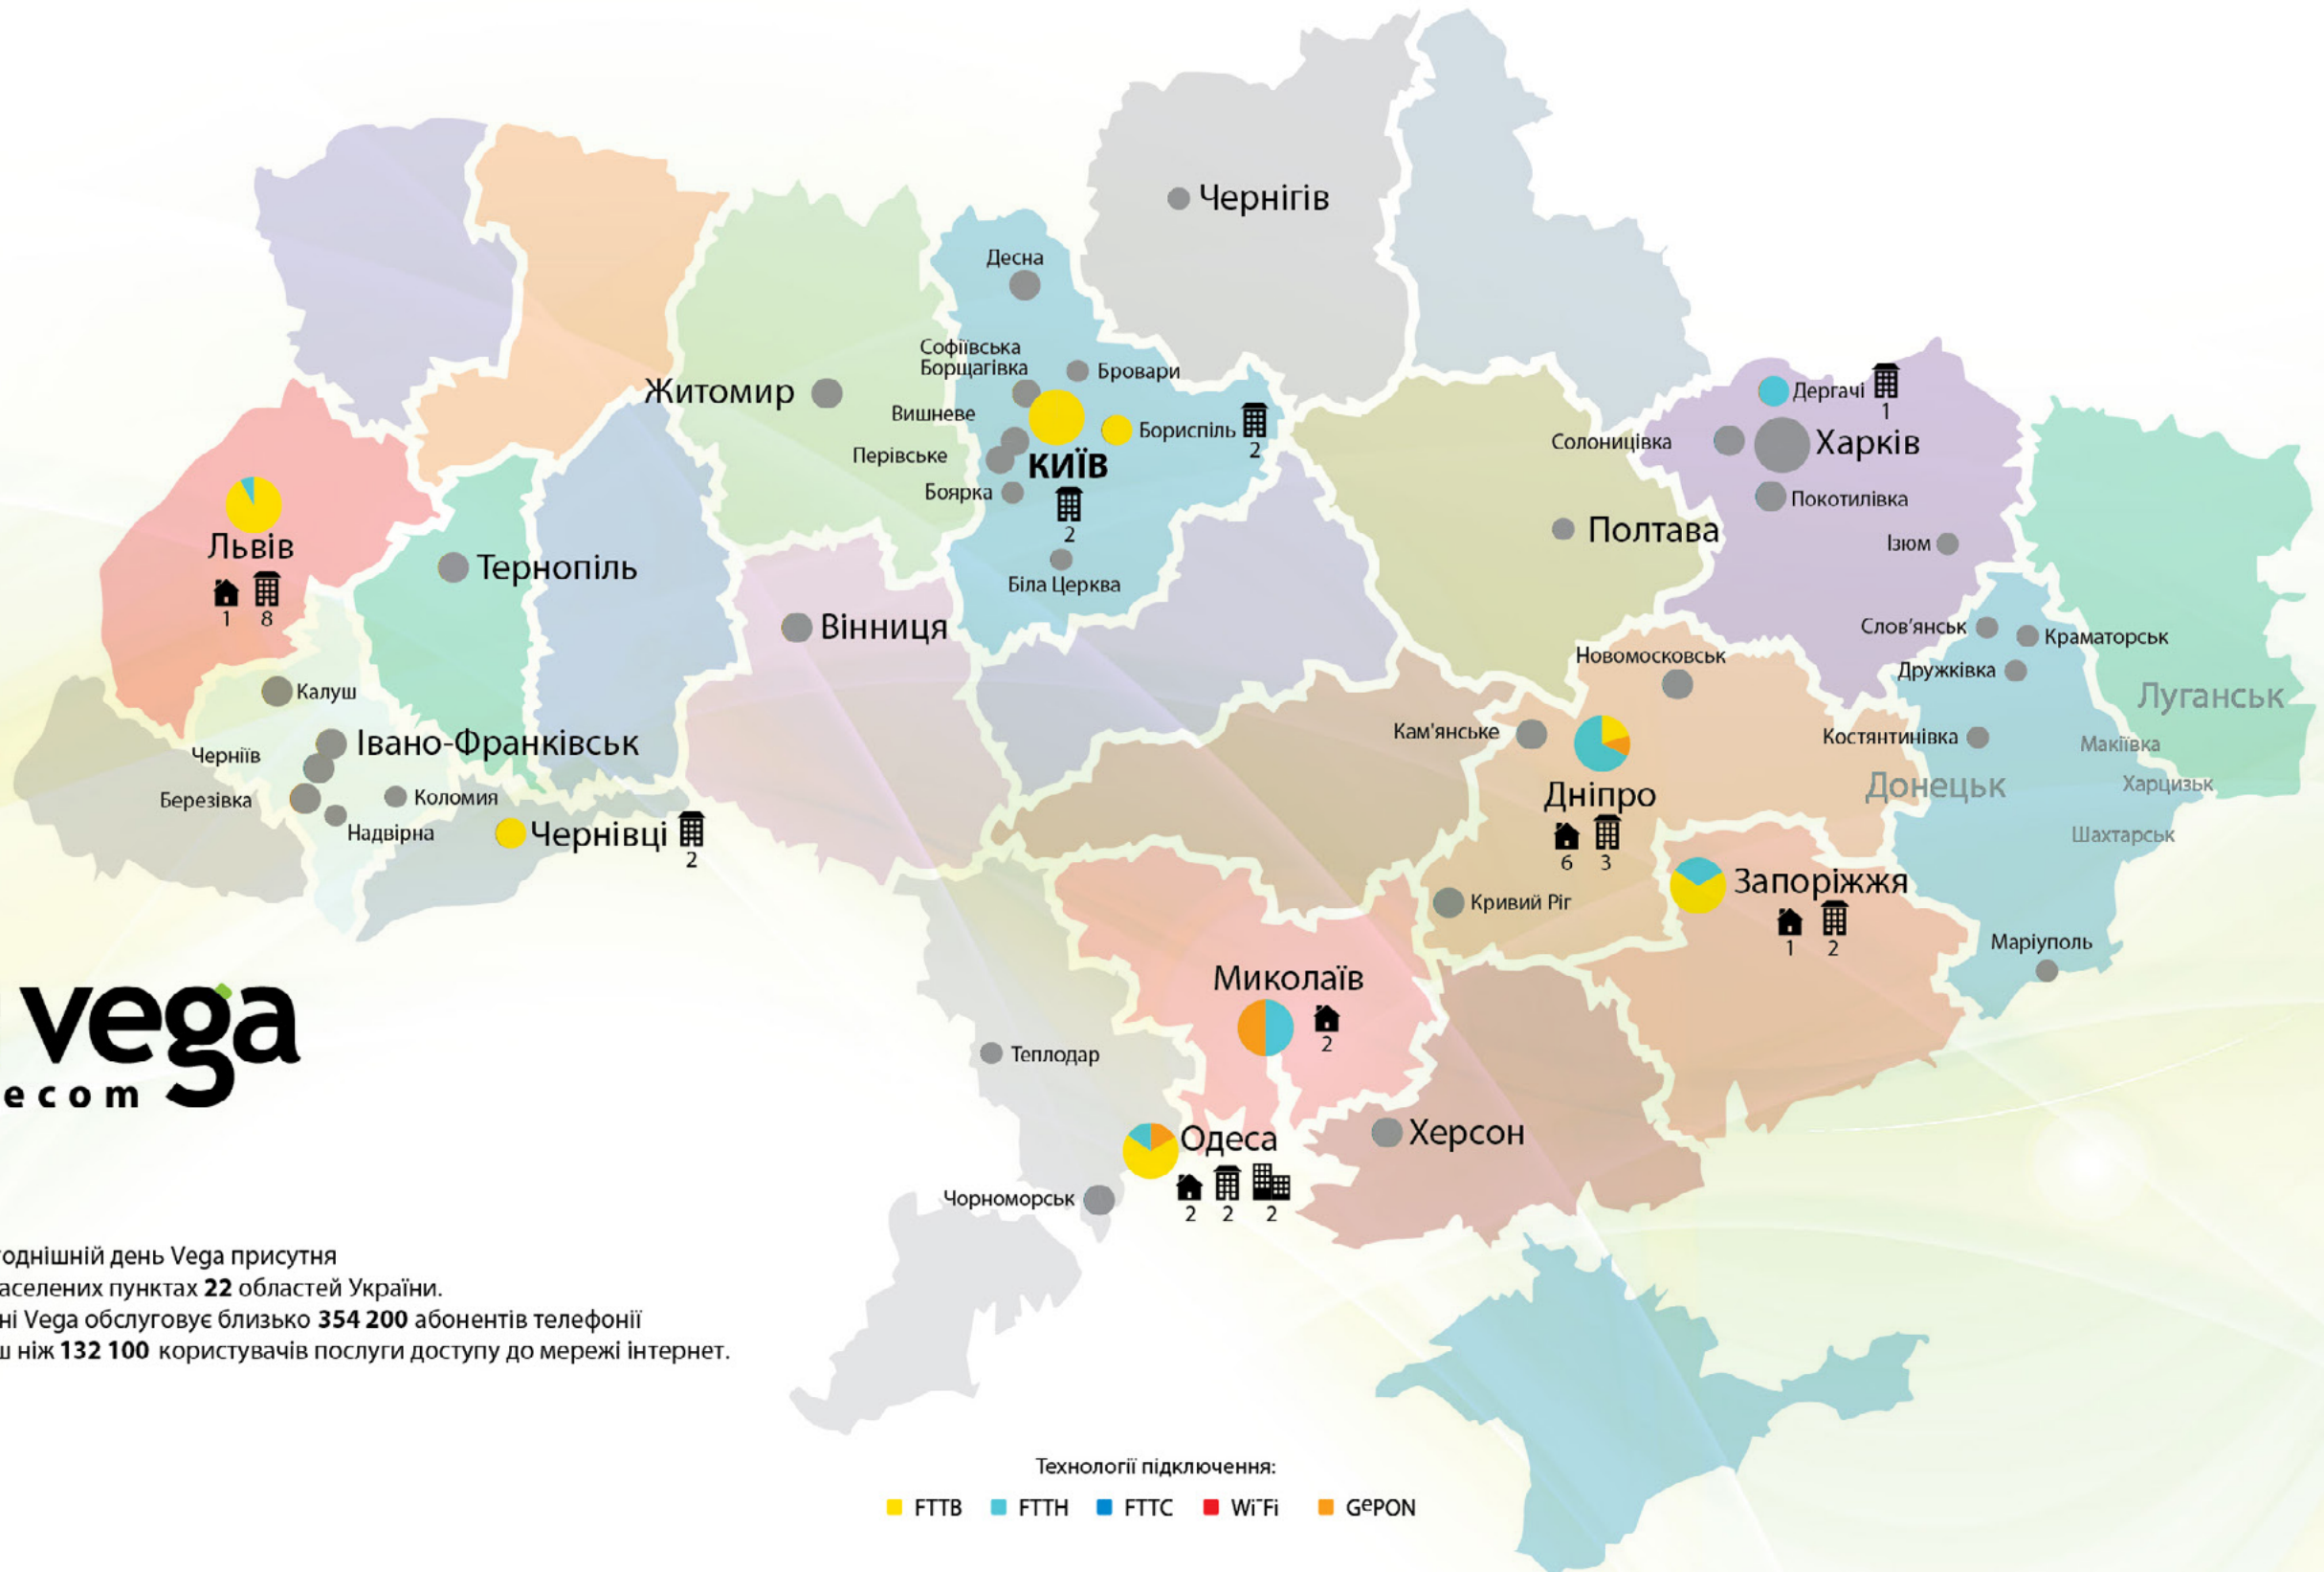 Чернігів
Десна
Софіївська
Борщагівка
Бровари
Житомир
Вишневе
Бориспіль
2
Перівське
КИЇВ
Боярка
2
Біла Церква
Дергачі
1
Солоницівка
Харків
Покотилівка
Полтава
Ізюм
Львів
1 8
Тернопіль
Вінниця
Слов'янськ
Краматорськ
Новомосковськ
Дружківка
Луганськ
Калуш
Кам'янське
Костянтинівка
Макіївка
Івано-Франківськ
Черніїв
Донецьк
Харцизьк
Дніпро
6 3
Березівка
Коломия
Надвірна
Чернівці
2
Шахтарськ
Запоріжжя
1 2
Кривий Ріг
Маріуполь
Миколаїв
2
vega
ecom
Теплодар
Одеса
2 2 2
Херсон
Чорноморськ
однішній день Vega присутня
аселених пунктах 22 областей України.
ні Vega обслуговує близько 354 200 абонентів телефонії
ш ніж 132 100 користувачів послуги доступу до мережі інтернет.
Технології підключення:
FTTB FTTH FTTC Wi-Fi GePON